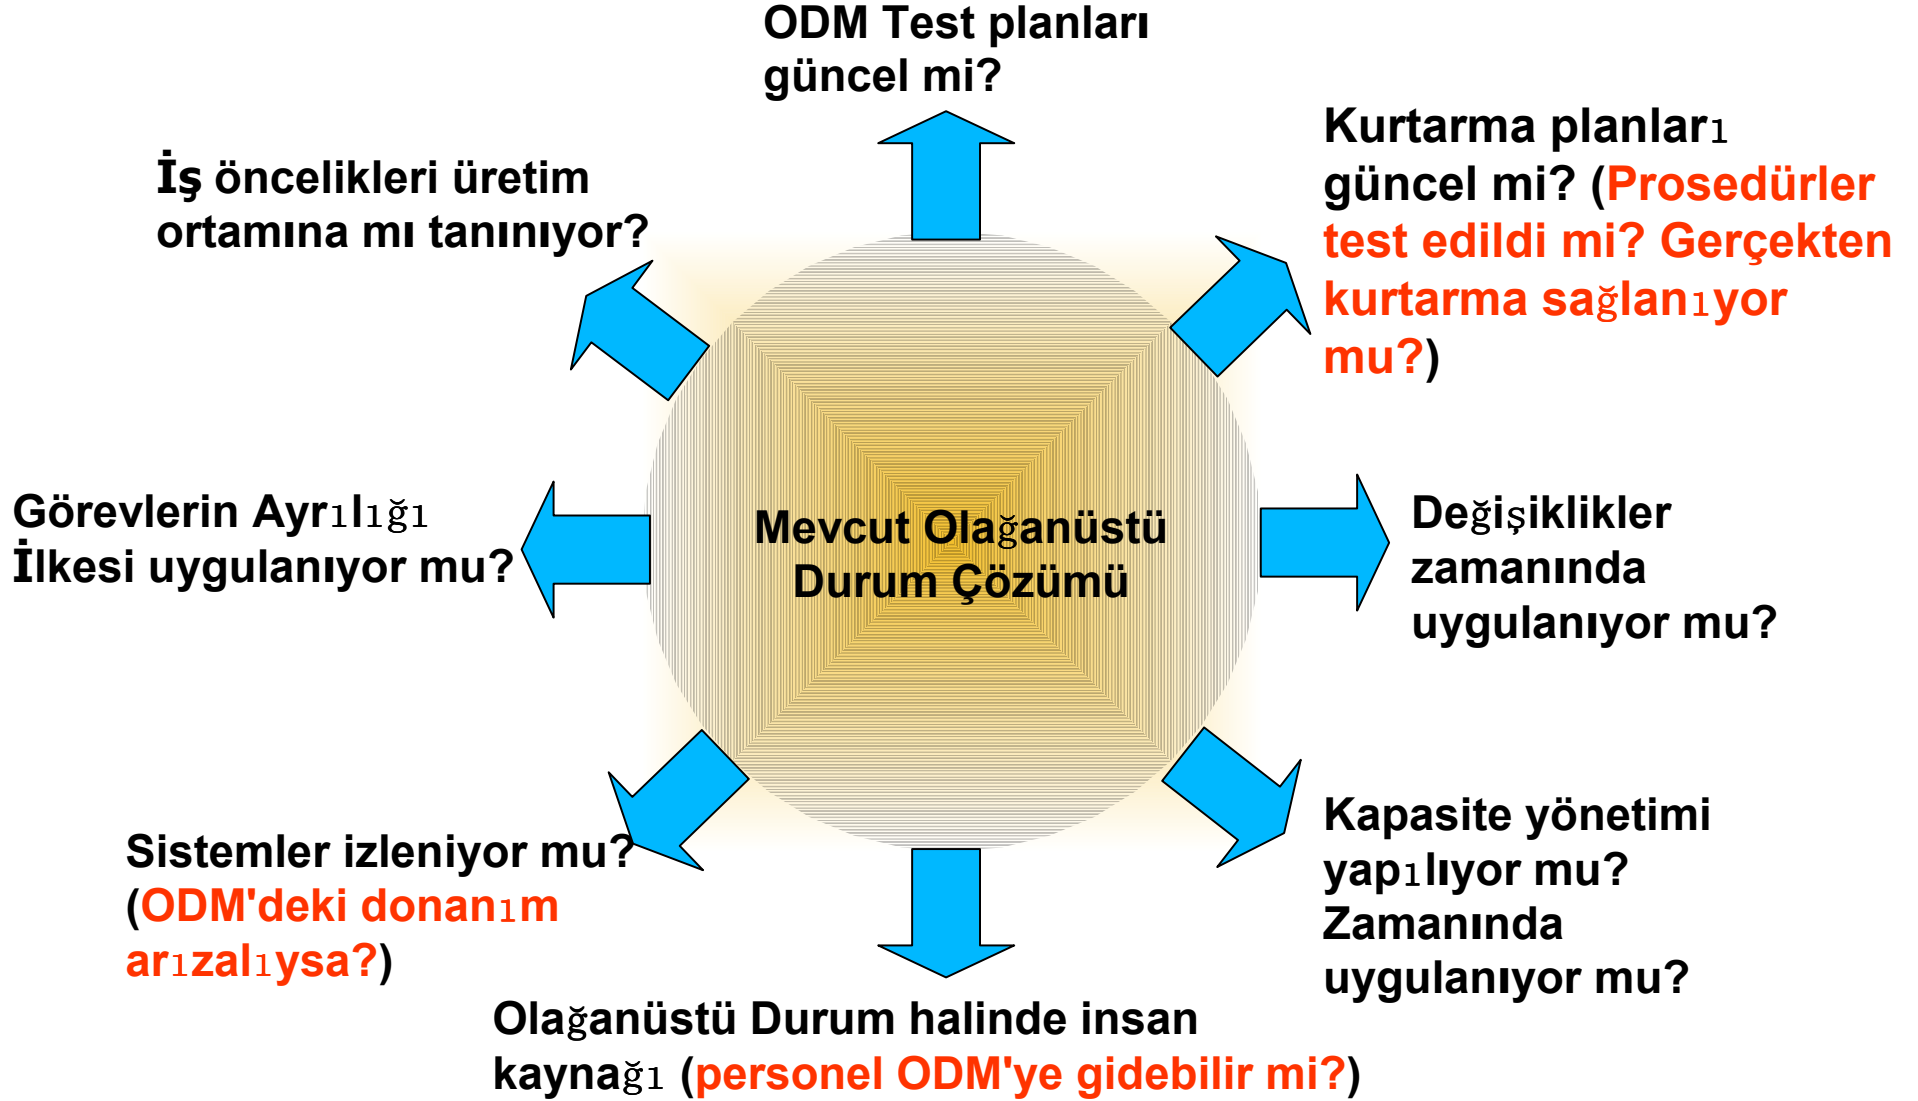 ODM Test planları
güncel mi?
Kurtarma planları
güncel mi? (Prosedürler
test edildi mi? Gerçekten
kurtarma sağlanıyor
mu?)
İş öncelikleri üretim
ortamına mı tanınıyor?
Görevlerin Ayrılığı
İlkesi uygulanıyor mu?
Mevcut Olağanüstü
Durum Çözümü
Değişiklikler
zamanında
uygulanıyor mu?
Sistemler izleniyor mu?
(ODM'deki donanım
arızalıysa?)
Kapasite yönetimi
yapılıyor mu?
Zamanında
uygulanıyor mu?
Olağanüstü Durum halinde insan
kaynağı (personel ODM'ye gidebilir mi?)